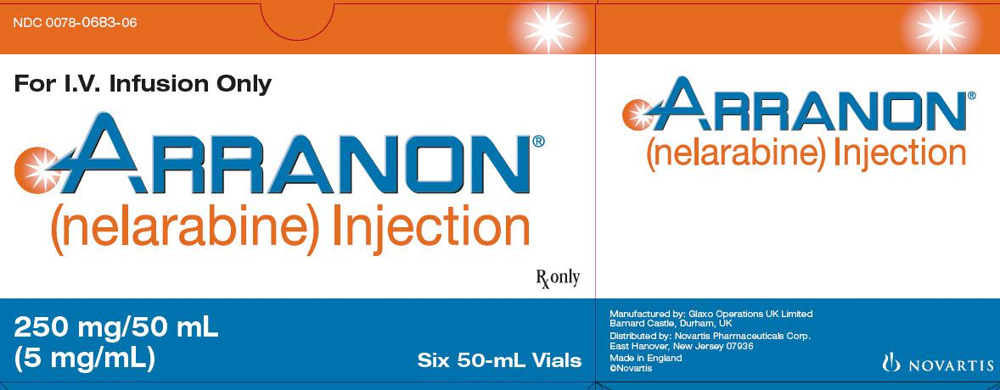 NDC 0078-0683-06
For I.V. Infusion Only
ARRANON®
(nelarabine) Injection
Rx only
250 mg/50 mL
(5 mg/mL)
Six 50-mL Vials
ARRANON®
(nelarabine) Injection
Manufactured by: Glaxo Operations UK Limited
Barnard Castle, Durham, UK
Distributed by: Novartis Pharmaceuticals Corp.
East Hanover, New Jersey 07936
Made in England
©Novartis
NOVARTIS